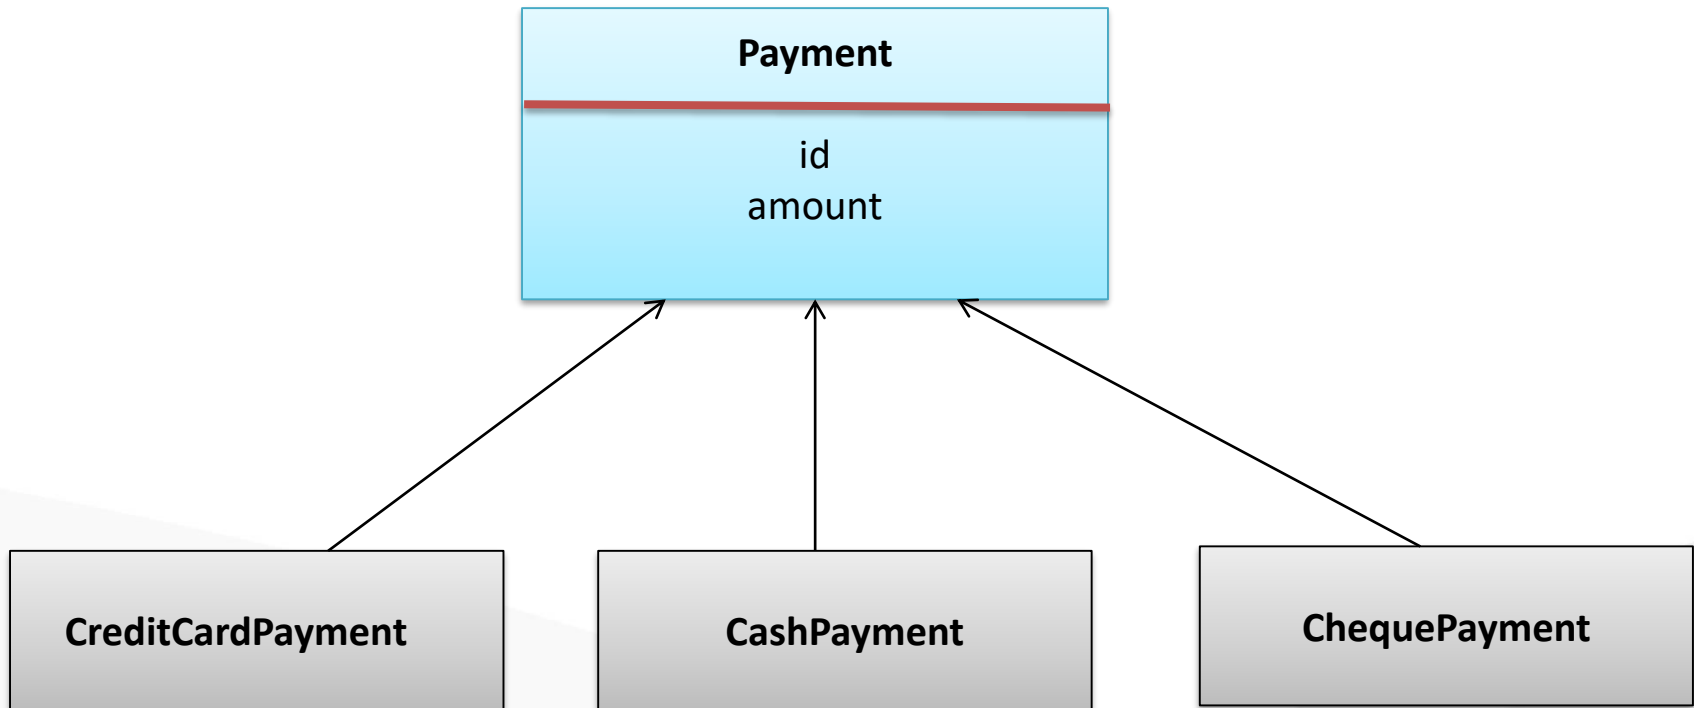 Payment
id
amount
CreditCardPayment
CashPayment
ChequePayment